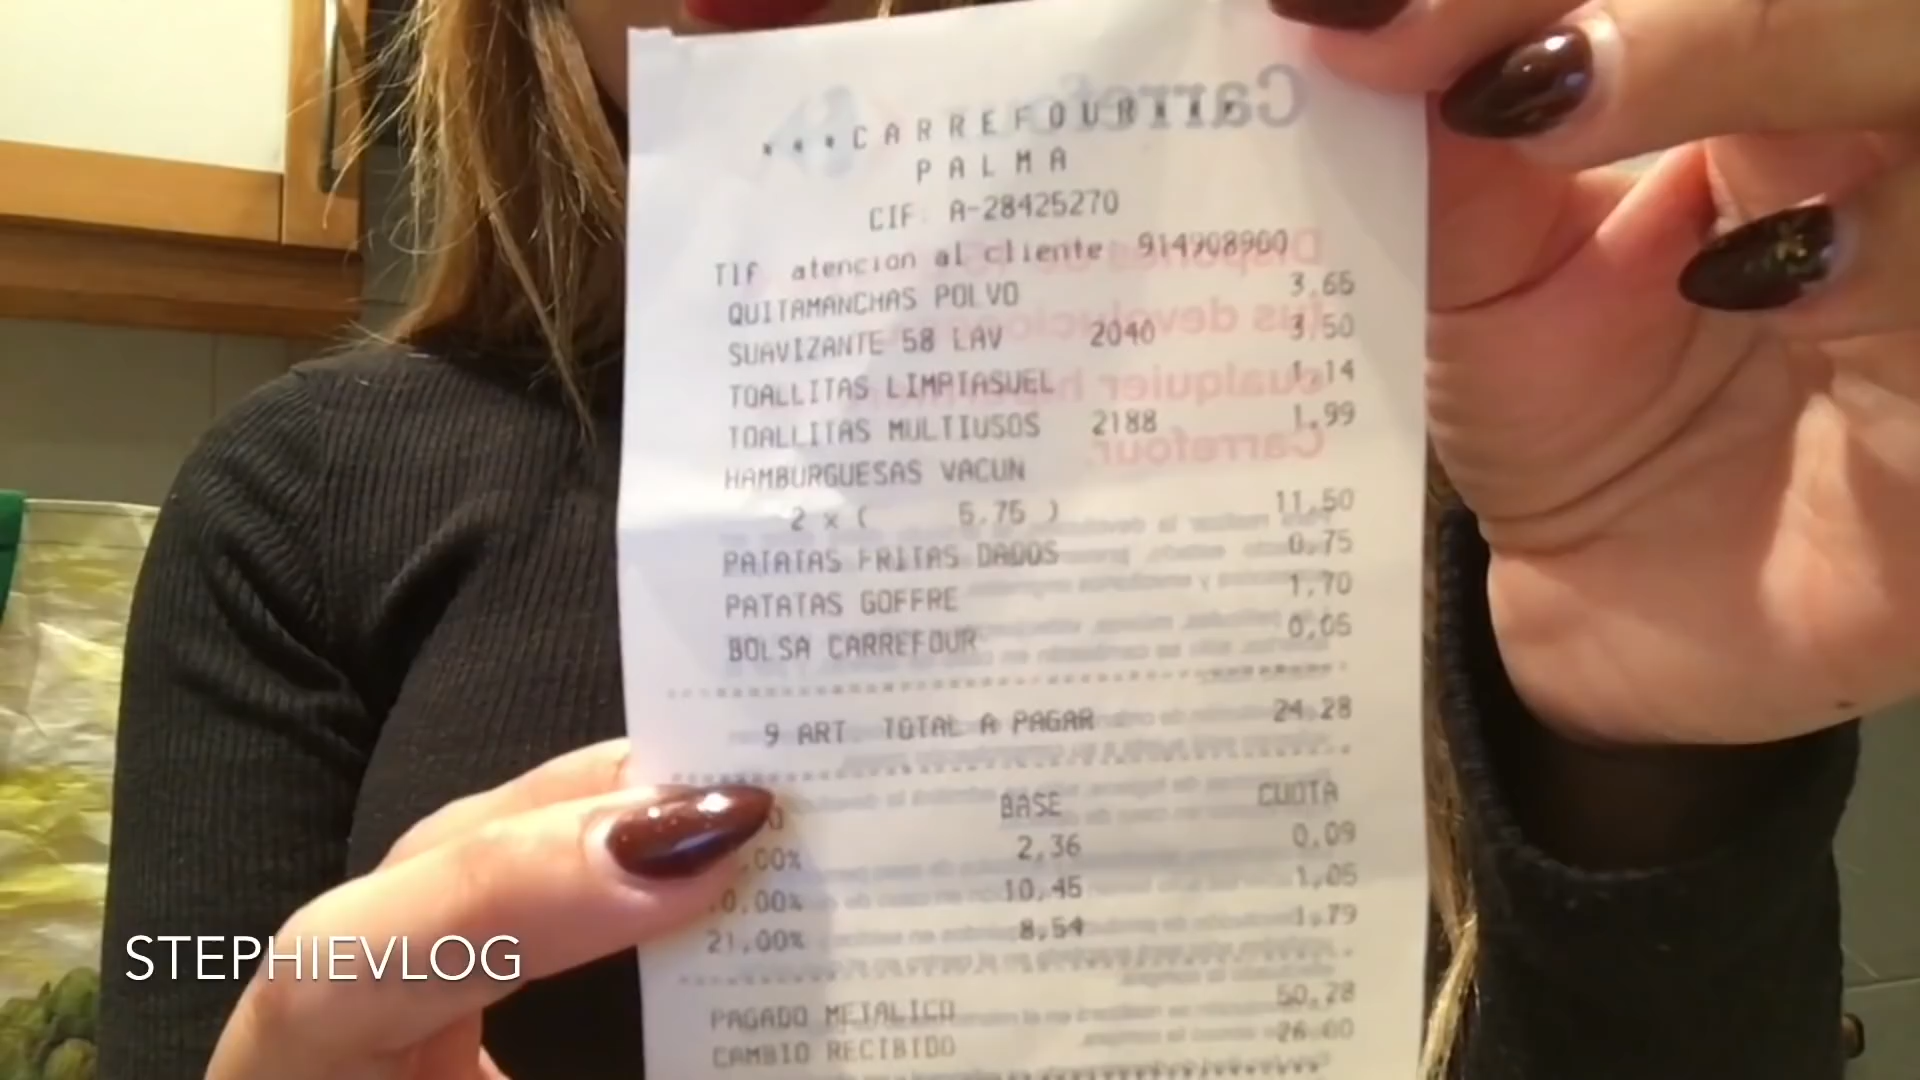 ***CARREFOUR***
PALMA
CIF: A-28425270
Tlf. atencion al cliente 914908900
QUITAMANCHAS POLVO 3,65
SUAVIZANTE 58 LAV 2040 3,50
TOALLITAS LIMPIASUEL 1,14
TOALLITAS MULTIUSOS 2188 1,99
HAMBURGUESAS VACUN
2 x ( 5,75 ) 11,50
PATATAS FRITAS DADOS 0,75
PATATAS GOFFRE 1,70
BOLSA CARREFOUR 0,05
9 ART. TOTAL A PAGAR 24,28
BASE CUOTA
,00% 2,36 0,09
0,00% 10,45 1,05
21,00% 8,54 1,79
PAGADO METALICO 50,28
CAMBIO RECIBIDO 26,00
STEPHIEVLOG